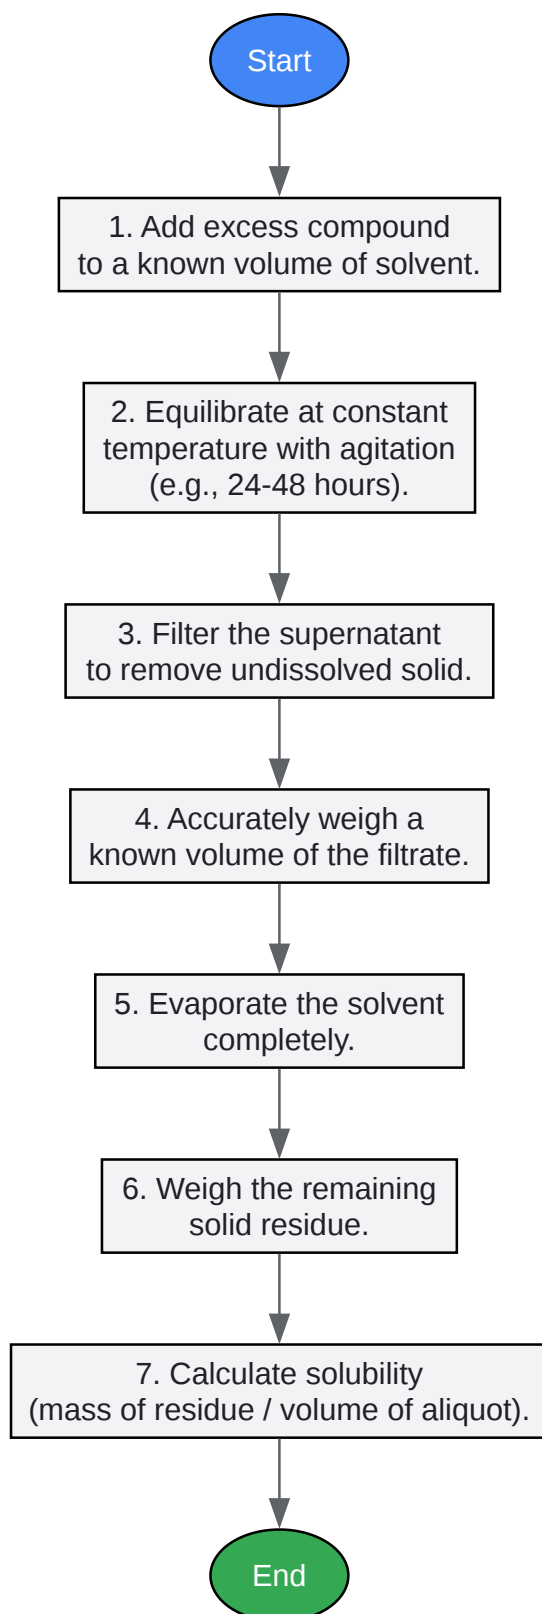 Start
1. Add excess compound
to a known volume of solvent.
2. Equilibrate at constant
temperature with agitation
(e.g., 24-48 hours).
3. Filter the supernatant
to remove undissolved solid.
4. Accurately weigh a
known volume of the filtrate.
5. Evaporate the solvent
completely.
6. Weigh the remaining
solid residue.
7. Calculate solubility
(mass of residue / volume of aliquot).
End